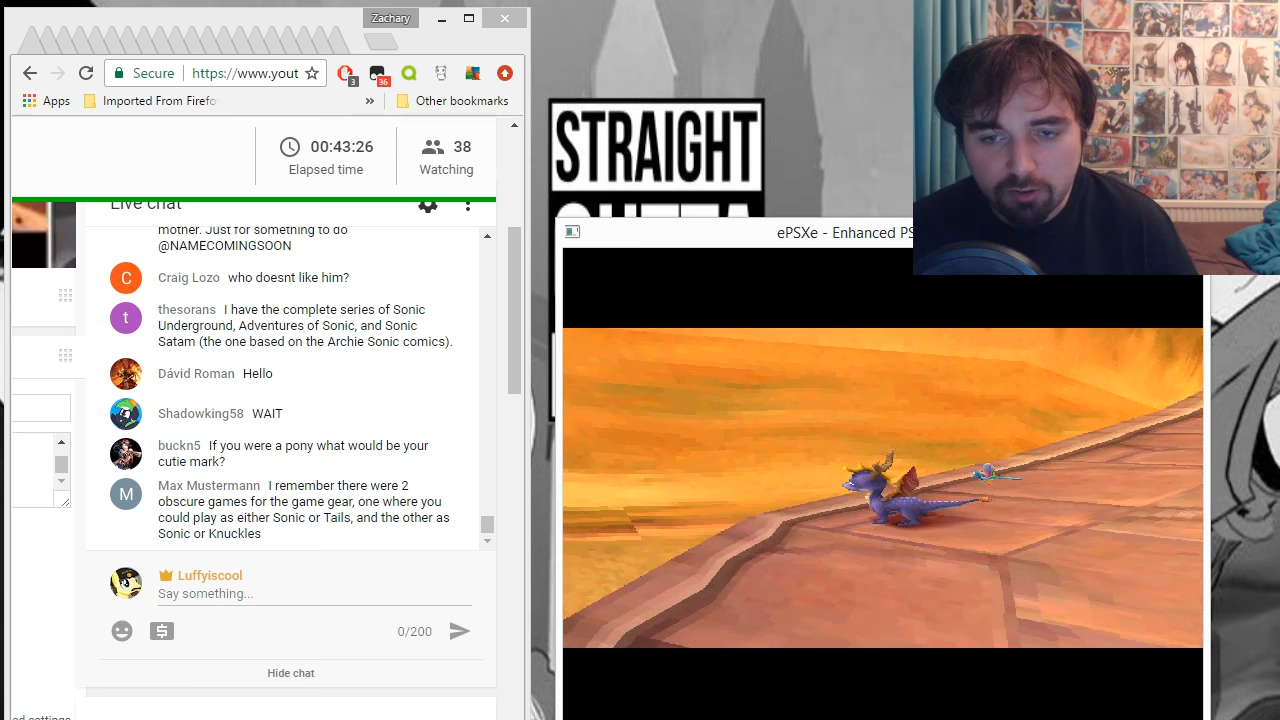 Zachary
Secure
https://www.yout
3
36
Apps
Imported From Firefo
»
Other bookmarks
00:43:26
Elapsed time
38
Watching
Live chat
mother. Just for something to do
@NAMECOMINGSOON
C
Craig Lozo who doesnt like him?
t
thesorans I have the complete series of Sonic
Underground, Adventures of Sonic, and Sonic
Satam (the one based on the Archie Sonic comics).
Dávid Roman Hello
Shadowking58 WAIT
buckn5 If you were a pony what would be your
cutie mark?
M
Max Mustermann I remember there were 2
obscure games for the game gear, one where you
could play as either Sonic or Tails, and the other as
Sonic or Knuckles
Luffyiscool
Say something...
0/200
Hide chat
ed settings
STRAIGHT
OUTTA
ePSXe - Enhanced PS